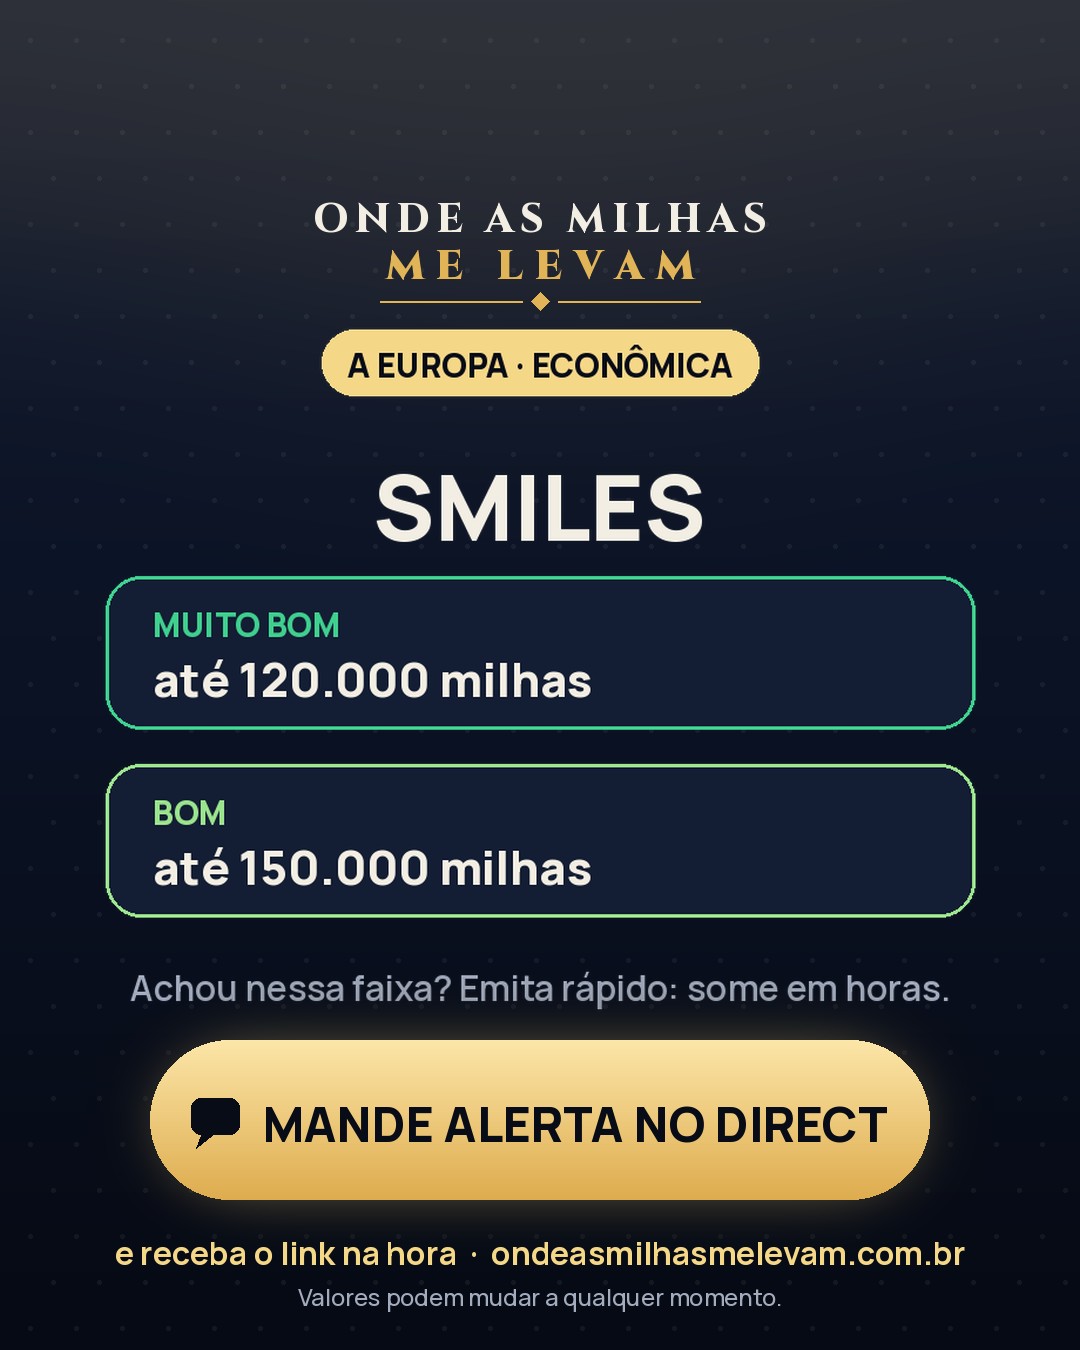 ONDE AS MILHAS
ME LEVAM
A EUROPA · ECONÔMICA
SMILES
MUITO BOM
até 120.000 milhas
BOM
até 150.000 milhas
Achou nessa faixa? Emita rápido: some em horas.
MANDE ALERTA NO DIRECT
e receba o link na hora · ondeasmilhasmelevam.com.br
Valores podem mudar a qualquer momento.